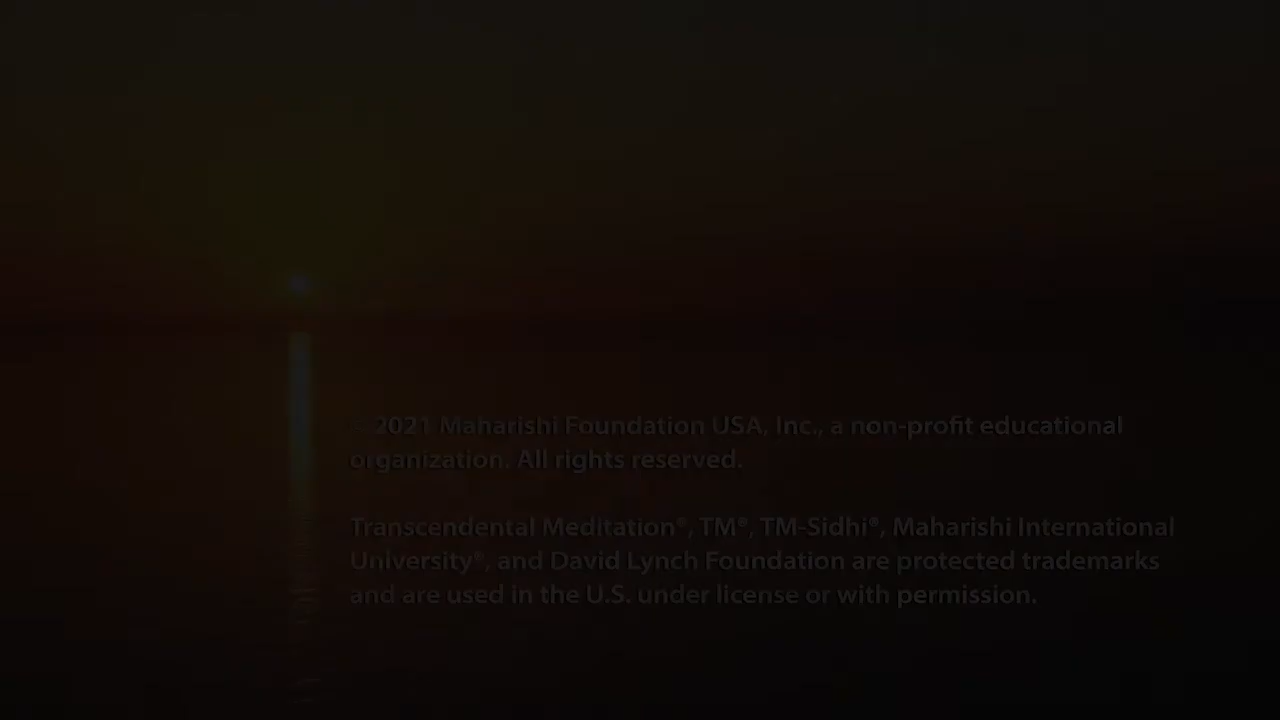 © 2021 Maharishi Foundation USA, Inc., a non-profit educational
organization. All rights reserved.
Transcendental Meditation®, TM®, TM-Sidhi®, Maharishi International
University®, and David Lynch Foundation are protected trademarks
and are used in the U.S. under license or with permission.